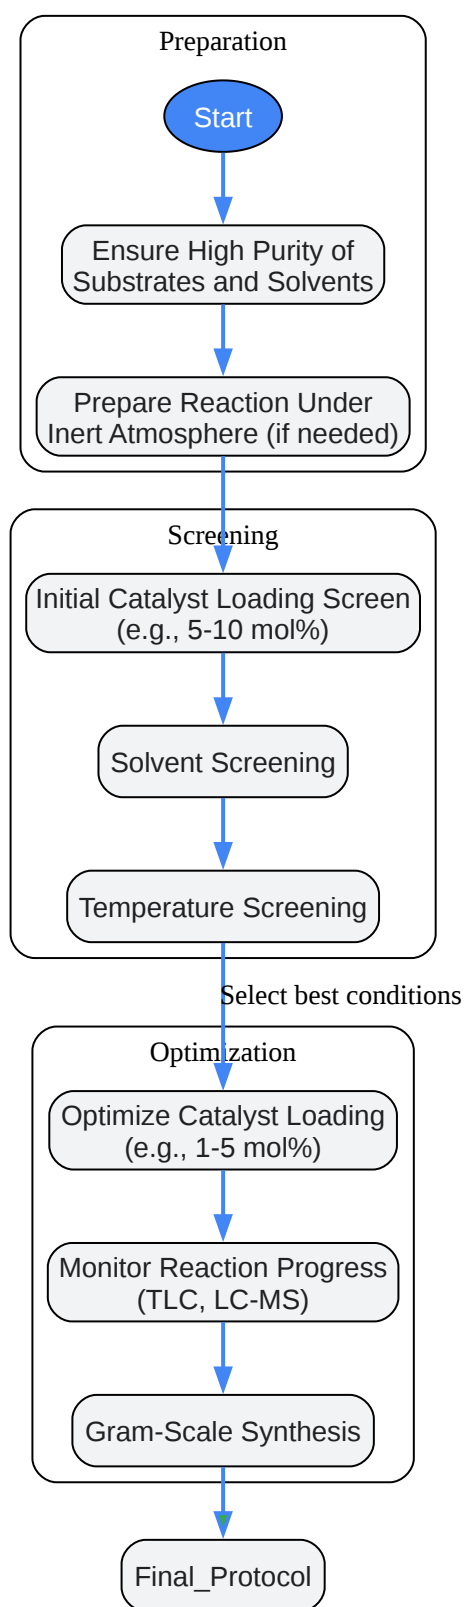 Preparation
Start
Ensure High Purity of
Substrates and Solvents
Prepare Reaction Under
Inert Atmosphere (if needed)
Screening
Initial Catalyst Loading Screen
(e.g., 5-10 mol%)
Solvent Screening
Temperature Screening
Select best conditions
Optimization
Optimize Catalyst Loading
(e.g., 1-5 mol%)
Monitor Reaction Progress
(TLC, LC-MS)
Gram-Scale Synthesis
Final_Protocol